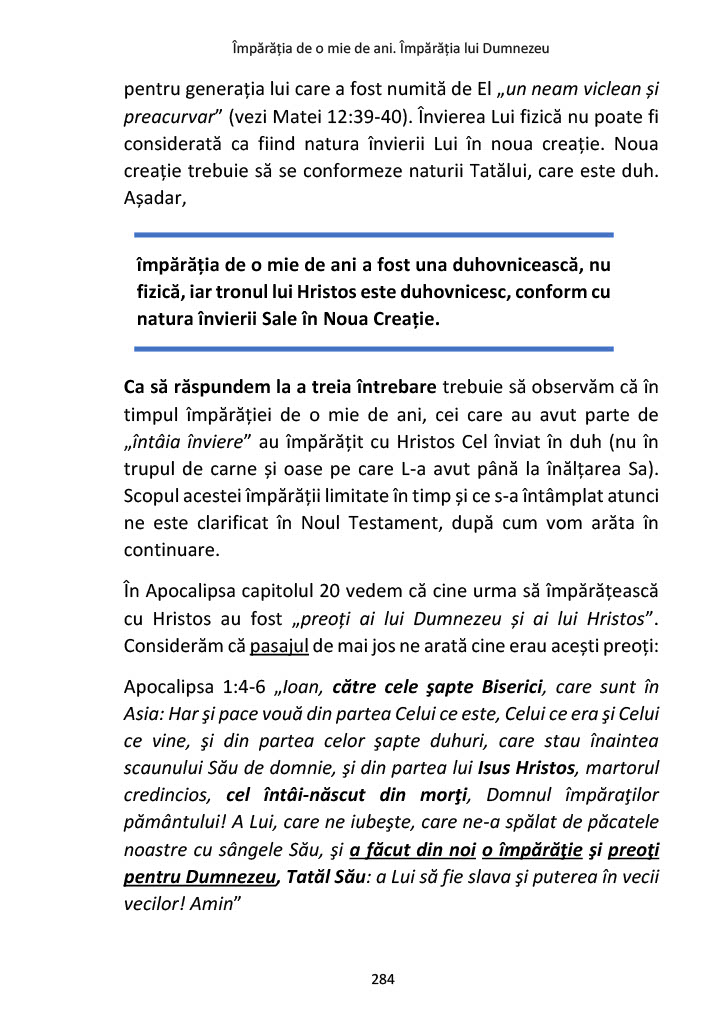 Împărăția de o mie de ani. Împărăția lui Dumnezeu
pentru generația lui care a fost numită de El „un neam viclean și
preacurvar” (vezi Matei 12:39-40). Învierea Lui fizică nu poate fi
considerată ca fiind natura învierii Lui în noua creație. Noua
creație trebuie să se conformeze naturii Tatălui, care este duh.
Așadar,
împărăția de o mie de ani a fost una duhovnicească, nu
fizică, iar tronul lui Hristos este duhovnicesc, conform cu
natura învierii Sale în Noua Creație.
Ca să răspundem la a treia întrebare trebuie să observăm că în
timpul împărăției de o mie de ani, cei care au avut parte de
„întâia înviere” au împărățit cu Hristos Cel înviat în duh (nu în
trupul de carne și oase pe care L-a avut până la înălțarea Sa).
Scopul acestei împărății limitate în timp și ce s-a întâmplat atunci
ne este clarificat în Noul Testament, după cum vom arăta în
continuare.
În Apocalipsa capitolul 20 vedem că cine urma să împărățească
cu Hristos au fost „preoți ai lui Dumnezeu și ai lui Hristos”.
Considerăm că pasajul de mai jos ne arată cine erau acești preoți:
Apocalipsa 1:4-6 „Ioan, către cele şapte Biserici, care sunt în
Asia: Har şi pace vouă din partea Celui ce este, Celui ce era şi Celui
ce vine, şi din partea celor şapte duhuri, care stau înaintea
scaunului Său de domnie, şi din partea lui Isus Hristos, martorul
credincios, cel întâi-născut din morţi, Domnul împăraţilor
pământului! A Lui, care ne iubeşte, care ne-a spălat de păcatele
noastre cu sângele Său, şi a făcut din noi o împărăţie şi preoţi
pentru Dumnezeu, Tatăl Său: a Lui să fie slava şi puterea în vecii
vecilor! Amin”
284